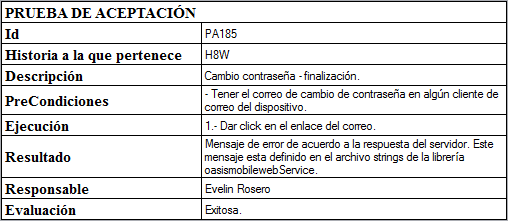 PRUEBA DE ACEPTACIÓN
Id PA185
Historia a la que pertenece H8W
Descripción Cambio contraseña - finalización.
PreCondiciones - Tener el correo de cambio de contraseña en algún cliente de
correo del dispositivo.
Ejecución 1.- Dar click en el enlace del correo.
Resultado Mensaje de error de acuerdo a la respuesta del servidor. Este
mensaje esta definido en el archivo strings de la librería
oasismobilewebService.
Responsable Evelin Rosero
Evaluación Exitosa.